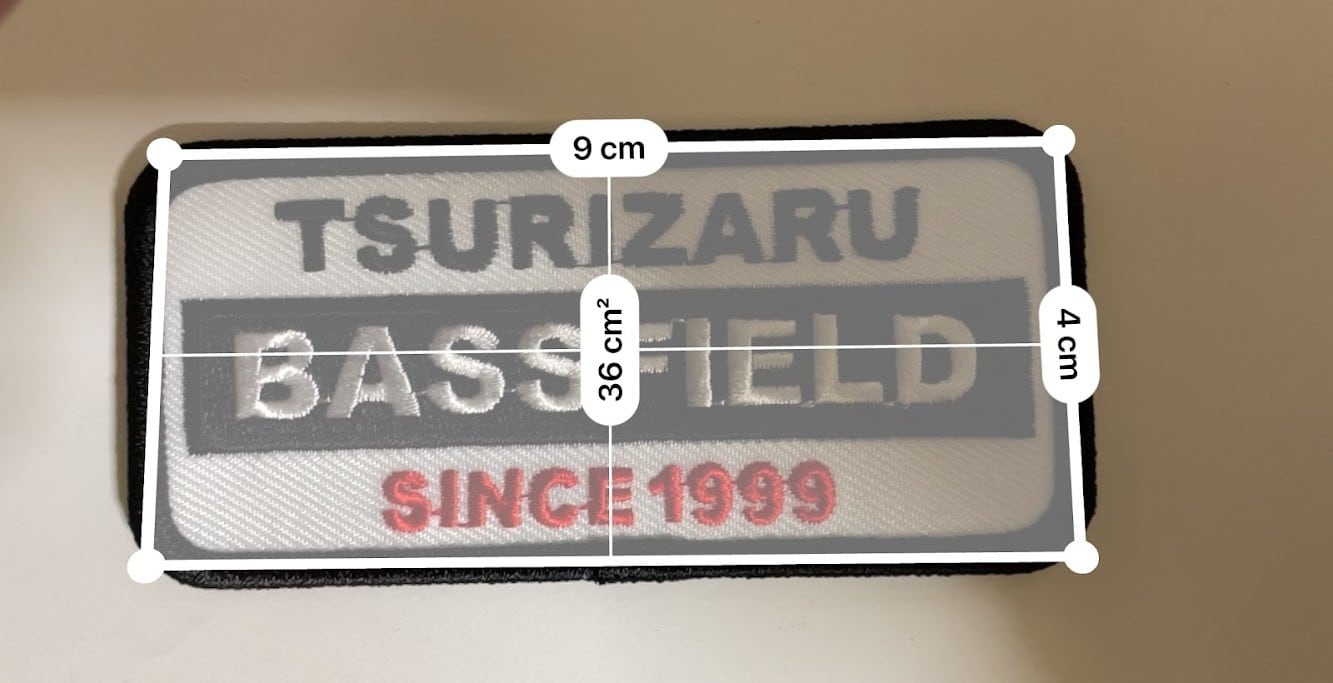 9 cm
TSURIZARU
36 cm²
4 cm
BASSFIELD
SINCE 1999